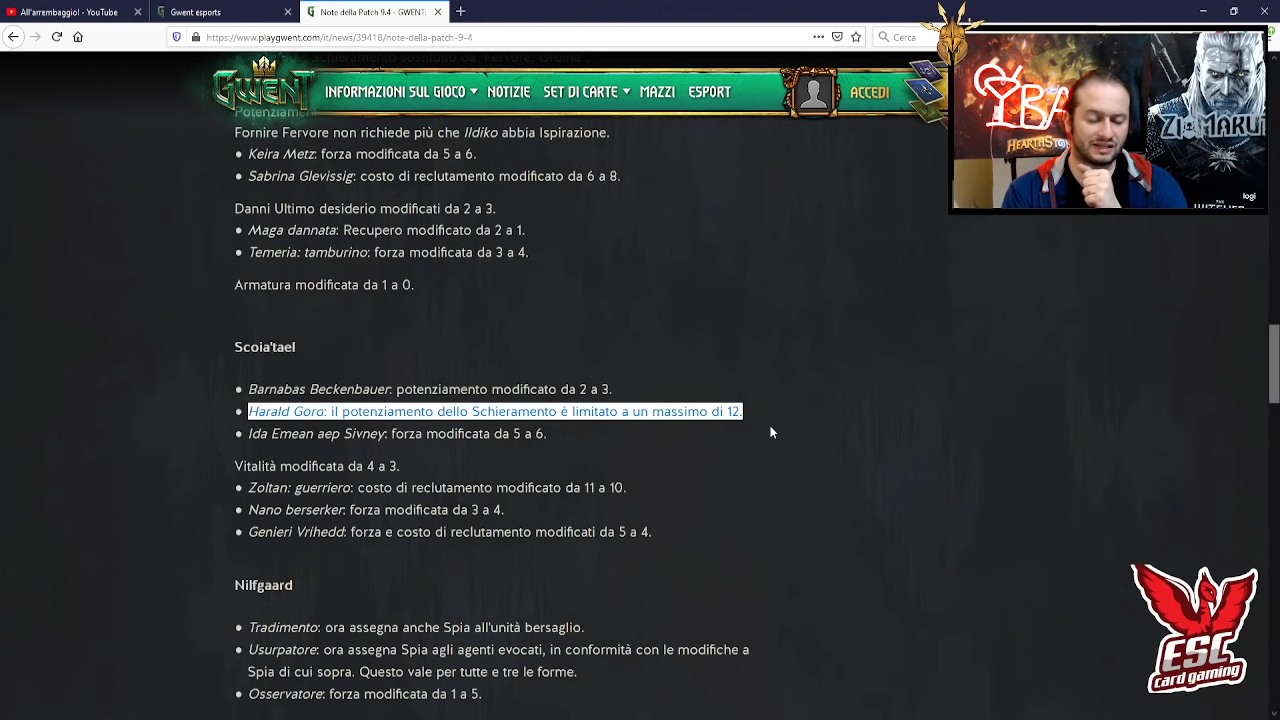 All'arrembaggio! - YouTube
Gwent esports
Note della Patch 9.4 - GWENT:
https://www.playgwent.com/it/news/39418/note-della-patch-9-4
Cerca
GWENT
INFORMAZIONI SUL GIOCO
NOTIZIE
SET DI CARTE
MAZZI
ESPORT
ACCEDI
Fornire Fervore non richiede più che Ildiko abbia Ispirazione.
• Keira Metz: forza modificata da 5 a 6.
• Sabrina Glevissig: costo di reclutamento modificato da 6 a 8.
Danni Ultimo desiderio modificati da 2 a 3.
• Maga dannata: Recupero modificato da 2 a 1.
• Temeria: tamburino: forza modificata da 3 a 4.
Armatura modificata da 1 a 0.
Scoia'tael
• Barnabas Beckenbauer: potenziamento modificato da 2 a 3.
• Harald Gord: il potenziamento dello Schieramento è limitato a un massimo di 12.
• Ida Emean aep Sivney: forza modificata da 5 a 6.
Vitalità modificata da 4 a 3.
• Zoltan: guerriero: costo di reclutamento modificato da 11 a 10.
• Nano berserker: forza modificata da 3 a 4.
• Genieri Vrihedd: forza e costo di reclutamento modificati da 5 a 4.
Nilfgaard
• Tradimento: ora assegna anche Spia all'unità bersaglio.
• Usurpatore: ora assegna Spia agli agenti evocati, in conformità con le modifiche a
Spia di cui sopra. Questo vale per tutte e tre le forme.
• Osservatore: forza modificata da 1 a 5.
ZIOMAKUT
logi
THE
ESC
card gaming